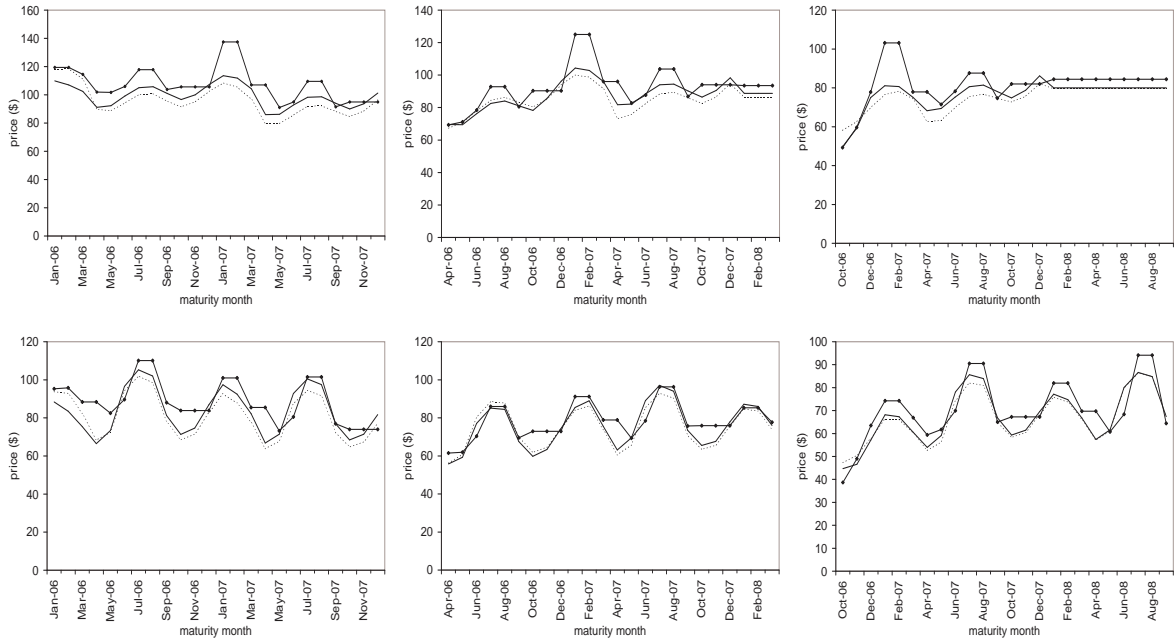 160
140
120
100
80
60
40
20
0
price ($)
Jan-06
Mar-06
May-06
Jul-06
Sep-06
Nov-06
Jan-07
Mar-07
May-07
Jul-07
Sep-07
Nov-07
maturity month
140
120
100
80
60
40
20
0
price ($)
Apr-06
Jun-06
Aug-06
Oct-06
Dec-06
Feb-07
Apr-07
Jun-07
Aug-07
Oct-07
Dec-07
Feb-08
maturity month
120
100
80
60
40
20
0
price ($)
Oct-06
Dec-06
Feb-07
Apr-07
Jun-07
Aug-07
Oct-07
Dec-07
Feb-08
Apr-08
Jun-08
Aug-08
maturity month
120
100
80
60
40
20
0
price ($)
Jan-06
Mar-06
May-06
Jul-06
Sep-06
Nov-06
Jan-07
Mar-07
May-07
Jul-07
Sep-07
Nov-07
maturity month
120
100
80
60
40
20
0
price ($)
Apr-06
Jun-06
Aug-06
Oct-06
Dec-06
Feb-07
Apr-07
Jun-07
Aug-07
Oct-07
Dec-07
Feb-08
maturity month
100
90
80
70
60
50
40
30
20
10
0
price ($)
Oct-06
Dec-06
Feb-07
Apr-07
Jun-07
Aug-07
Oct-07
Dec-07
Feb-08
Apr-08
Jun-08
Aug-08
maturity month